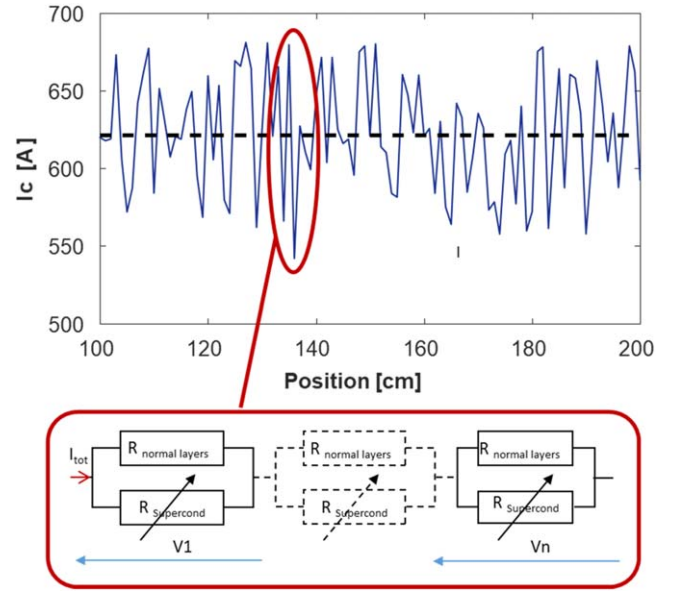 700
650
600
550
500
Ic [A]
I
100 120 140 160 180 200
Position [cm]
Itot
R normal layers
R normal layers
R normal layers
R Supercond
R Supercond
R Supercond
V1
Vn